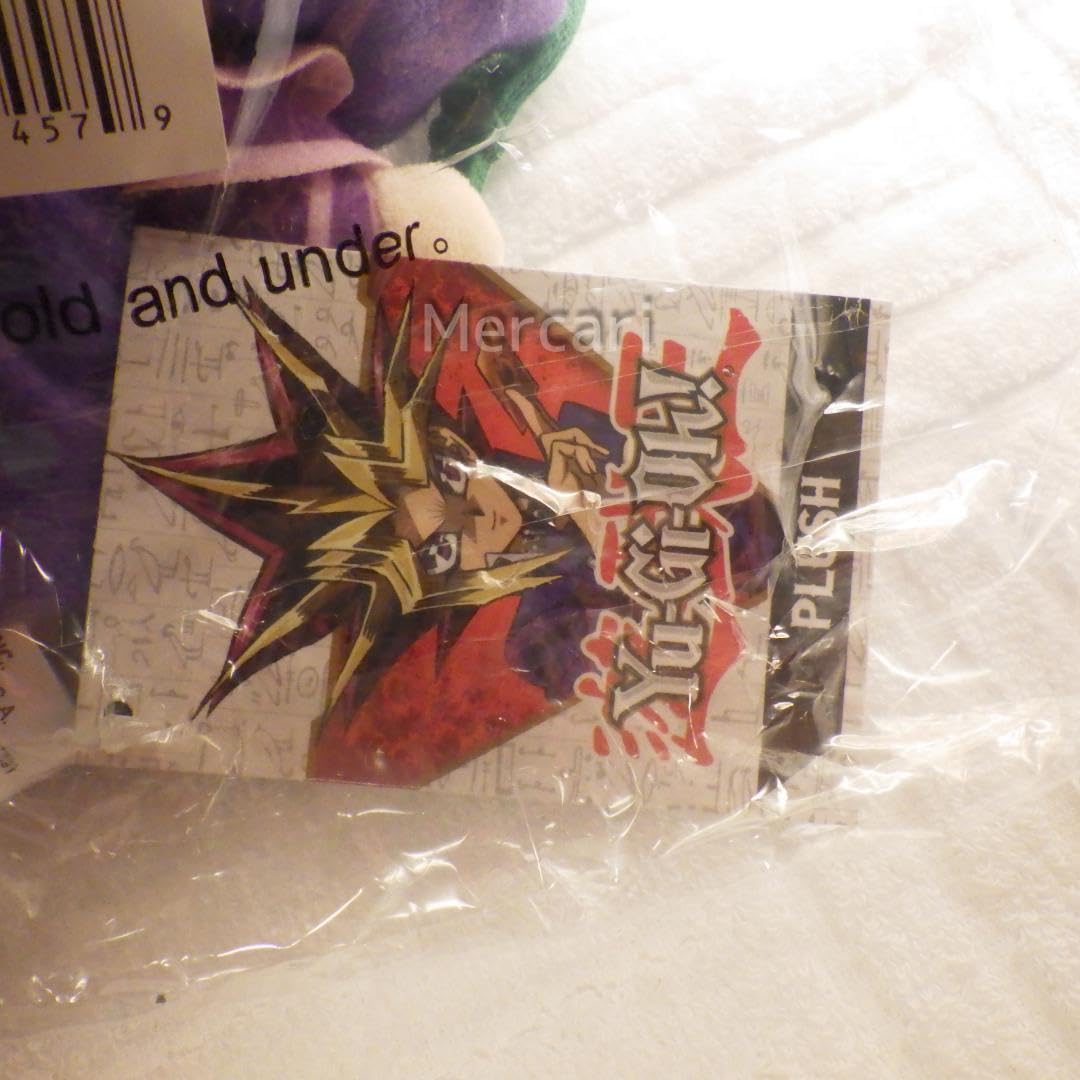 457 9
old and under。
Mercari
Yu-Gi-Oh!
PLUSH